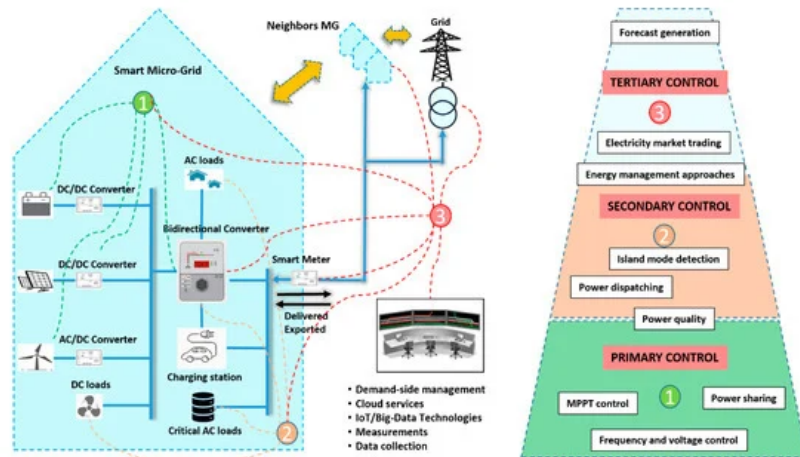 Neighbors MG
Grid
Smart Micro-Grid
1
AC loads
DC/DC Converter
Bidirectional Converter
3
DC/DC Converter
Smart Meter
Delivered
Exported
AC/DC Converter
Charging station
DC loads
Critical AC loads
2
• Demand-side management
• Cloud services
• IoT/Big-Data Technologies
• Measurements
• Data collection
Forecast generation
TERTIARY CONTROL
3
Electricity market trading
Energy management approaches
SECONDARY CONTROL
2
Island mode detection
Power dispatching
Power quality
PRIMARY CONTROL
1
MPPT control
Power sharing
Frequency and voltage control